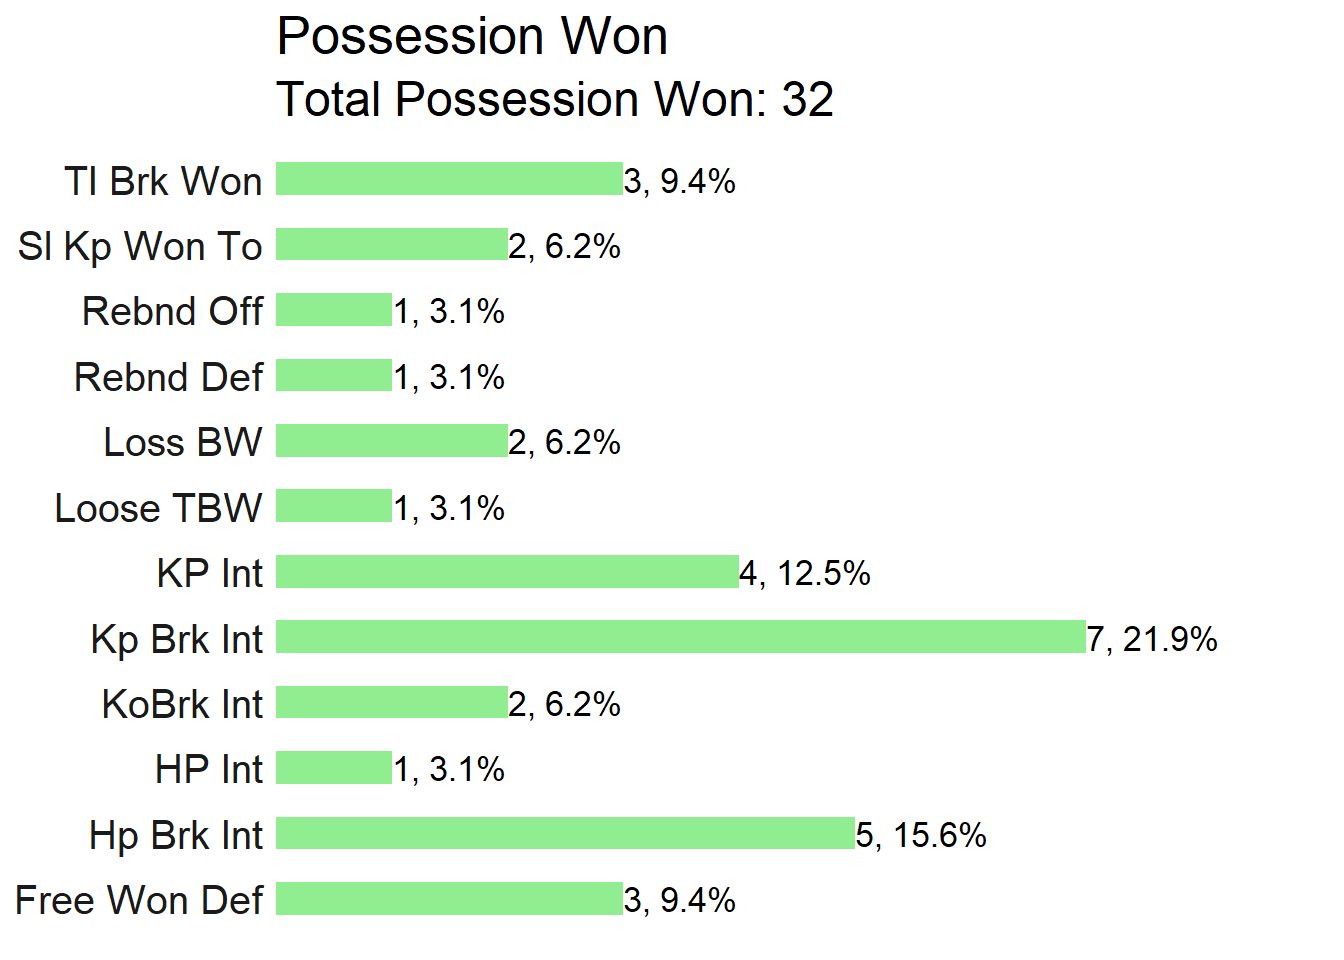 Possession Won
Total Possession Won: 32
Tl Brk Won 3, 9.4%
Sl Kp Won To 2, 6.2%
Rebnd Off 1, 3.1%
Rebnd Def 1, 3.1%
Loss BW 2, 6.2%
Loose TBW 1, 3.1%
KP Int 4, 12.5%
Kp Brk Int 7, 21.9%
KoBrk Int 2, 6.2%
HP Int 1, 3.1%
Hp Brk Int 5, 15.6%
Free Won Def 3, 9.4%